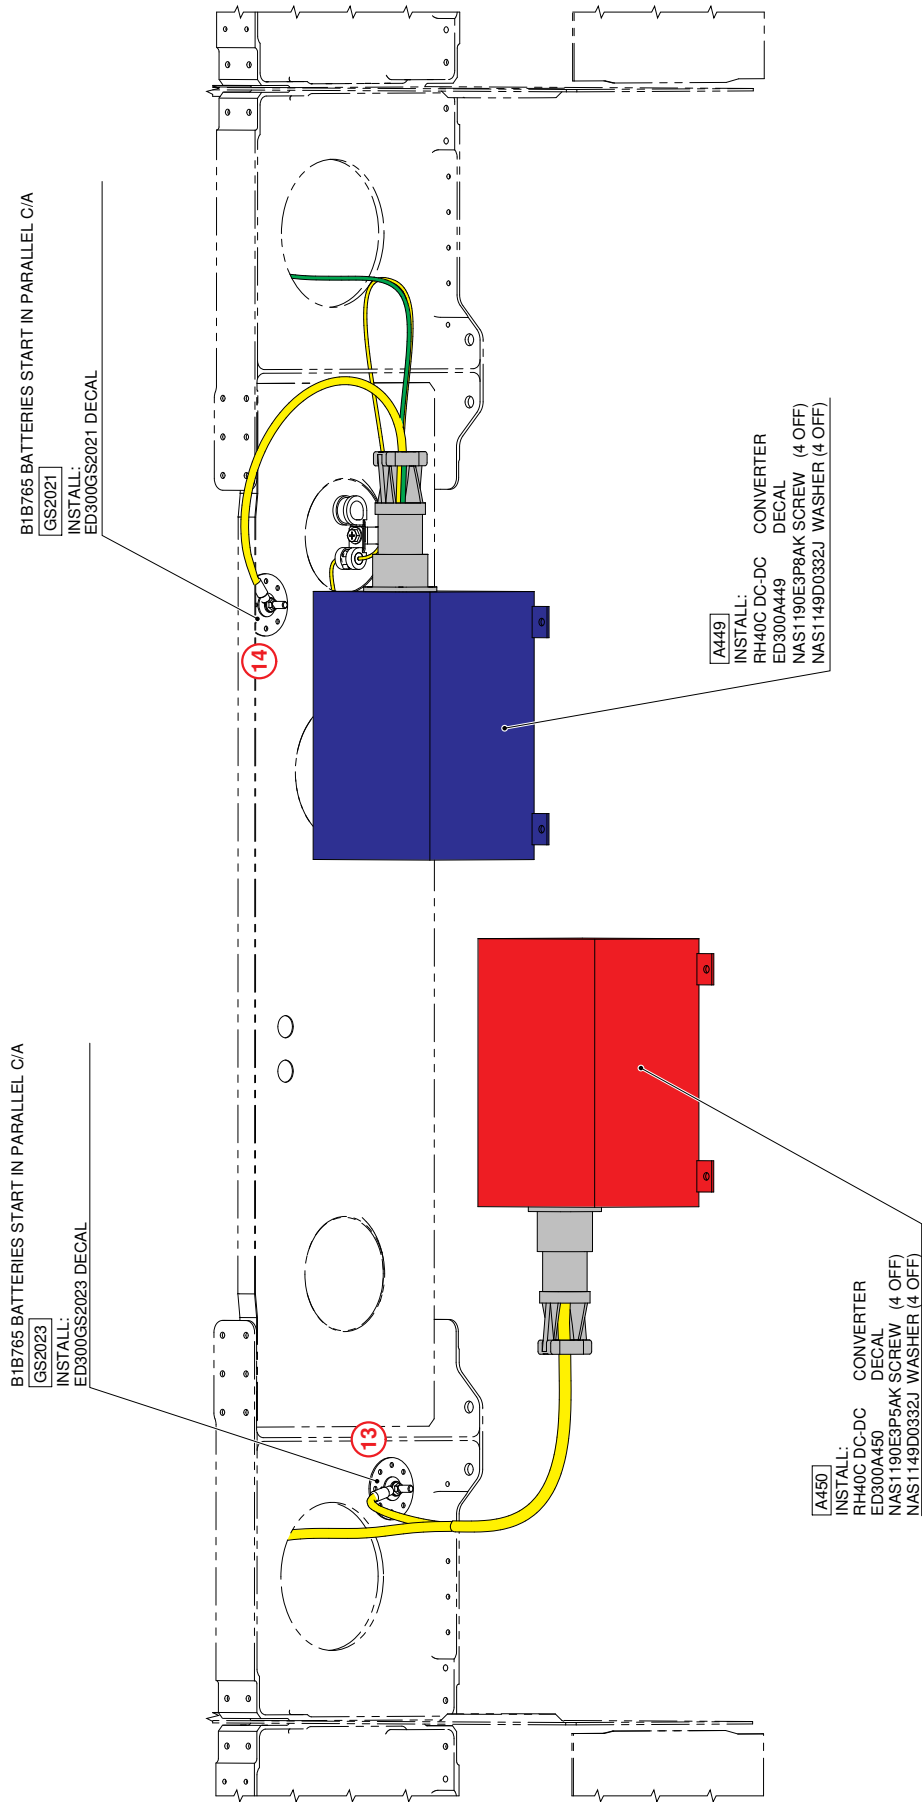 B1B765 BATTERIES START IN PARALLEL C/A
GS2023
INSTALL:
ED300GS2023 DECAL
B1B765 BATTERIES START IN PARALLEL C/A
GS2021
INSTALL:
ED300GS2021 DECAL
13
14
A450
INSTALL:
RH40C DC-DC CONVERTER
ED300A450 DECAL
NAS1190E3P5AK SCREW (4 OFF)
NAS1149D0332J WASHER (4 OFF)
A449
INSTALL:
RH40C DC-DC CONVERTER
ED300A449 DECAL
NAS1190E3P8AK SCREW (4 OFF)
NAS1149D0332J WASHER (4 OFF)